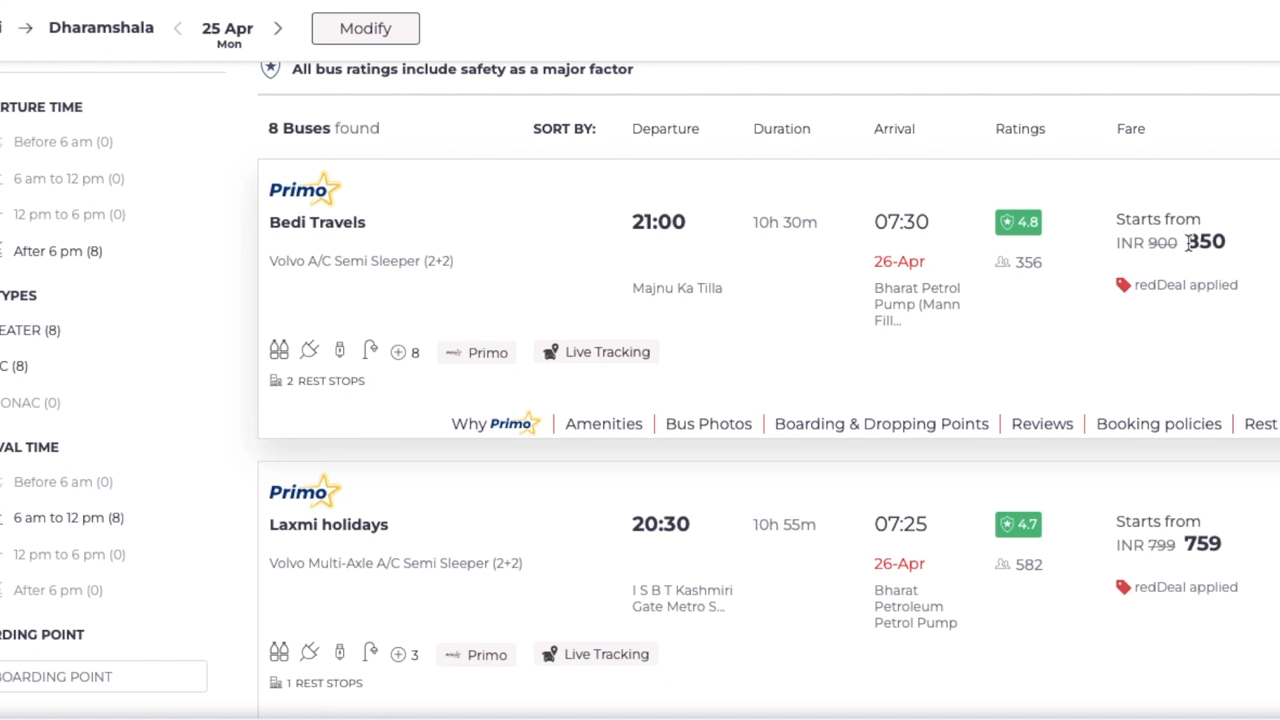 i → Dharamshala < 25 Apr > Modify
Mon
All bus ratings include safety as a major factor
RTURE TIME
Before 6 am (0)
6 am to 12 pm (0)
12 pm to 6 pm (0)
After 6 pm (8)
TYPES
EATER (8)
C (8)
ONAC (0)
VAL TIME
Before 6 am (0)
6 am to 12 pm (8)
12 pm to 6 pm (0)
After 6 pm (0)
RDING POINT
BOARDING POINT
8 Buses found SORT BY: Departure Duration Arrival Ratings Fare
Primo
Bedi Travels 21:00 10h 30m 07:30 4.8 Starts from
INR 900 850
Volvo A/C Semi Sleeper (2+2) 26-Apr 356
Majnu Ka Tilla Bharat Petrol redDeal applied
Pump (Mann
Fill...
8 Primo Live Tracking
2 REST STOPS
Why Primo | Amenities | Bus Photos | Boarding & Dropping Points | Reviews | Booking policies | Rest
Primo
Laxmi holidays 20:30 10h 55m 07:25 4.7 Starts from
INR 799 759
Volvo Multi-Axle A/C Semi Sleeper (2+2) 26-Apr 582
I S B T Kashmiri Bharat redDeal applied
Gate Metro S... Petroleum
Petrol Pump
3 Primo Live Tracking
1 REST STOPS